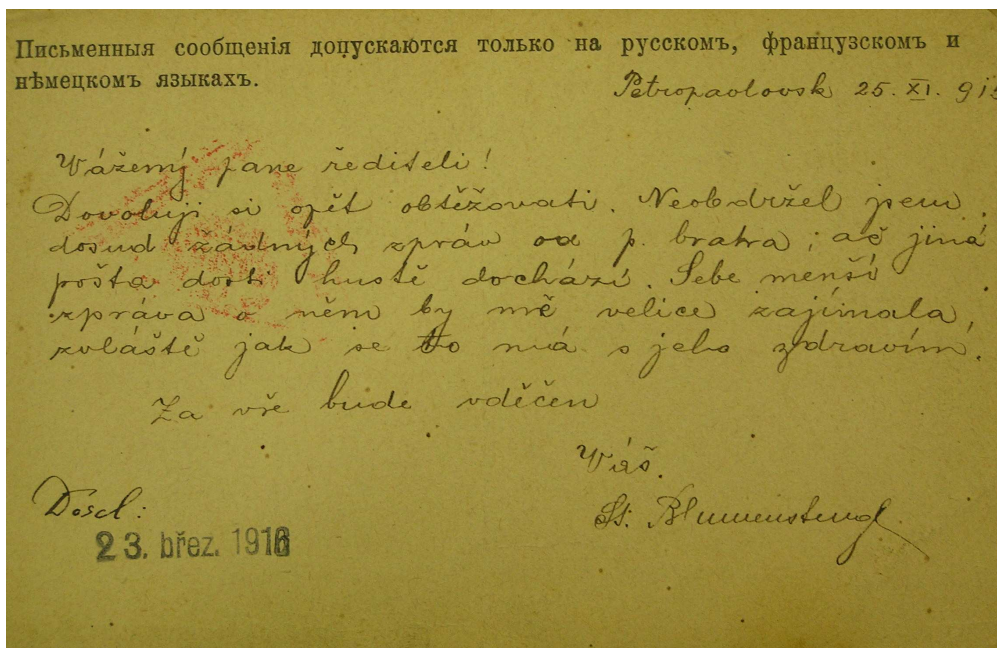 Письменныя сообщенія допускаются только на русскомъ, французскомъ и
нѣмецкомъ языкахъ.
Petropavlovsk 25. XI. 915
Vážený pane řediteli!
Dovoluji si opět obtěžovati. Neobdržel jsem
dosud žádných zpráv od p. bratra; ač jiná
pošta dosti hustě dochází. Sebe menší
zpráva o něm by mě velice zajímala,
zvláště jak se to má s jeho zdravím.
Za vše bude vděčen
Váš.
St. Blumenstengl
Došel:
23. břez. 1916